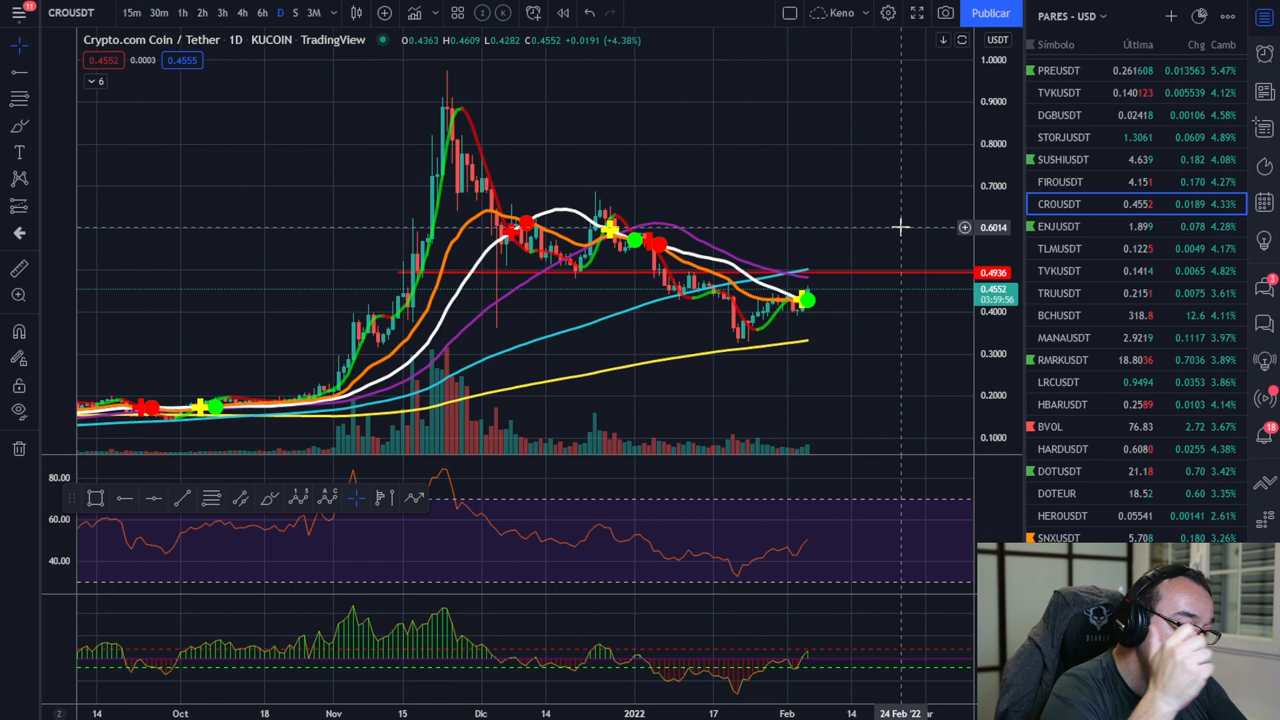 11
CROUSDT
15m 30m 1h 2h 3h 4h 6h D S 3M
Keno
Publicar
PARES - USD
Crypto.com Coin / Tether · 1D · KUCOIN · TradingView
O0.4363 H0.4609 L0.4282 C0.4552 +0.0191 (+4.38%)
USDT
0.4552 0.0003 0.4555
6
Símbolo Última Chg Camb
PREUSDT 0.261608 0.013563 5.47%
TVKUSDT 0.140123 0.005539 4.12%
DGBUSDT 0.02418 0.00106 4.58%
STORJUSDT 1.3061 0.0609 4.89%
SUSHIUSDT 4.639 0.182 4.08%
FIROUSDT 4.151 0.170 4.27%
CROUSDT 0.4552 0.0189 4.33%
ENJUSDT 1.899 0.078 4.28%
TLMUSDT 0.1225 0.0049 4.17%
TVKUSDT 0.1414 0.0065 4.82%
TRUUSDT 0.2151 0.0075 3.25%
BCHUSDT 318.8 12.6 4.11%
MANAUSDT 2.9219 0.1117 3.97%
RMRKUSDT 18.8036 0.7036 3.89%
LRCUSDT 0.9494 0.0353 3.86%
HBARUSDT 0.2589 0.0103 4.14%
BVOL 76.83 2.72 3.67%
HARDUSDT 0.6080 0.0255 4.38%
DOTUSDT 21.18 0.70 3.42%
DOTEUR 18.52 0.60 3.35%
HEROUSDT 0.05541 0.00141 2.61%
SNXUSDT 5.708 0.180 3.26%
3
18
1.0000
0.9000
0.8000
0.7000
0.6014
0.4936
0.4552
03:59:56
0.4000
0.3000
0.2000
0.1000
80.00
60.00
40.00
14 Oct 18 Nov 15 Dic 14 2022 17 Feb 14 24 Feb '22
DIABLO